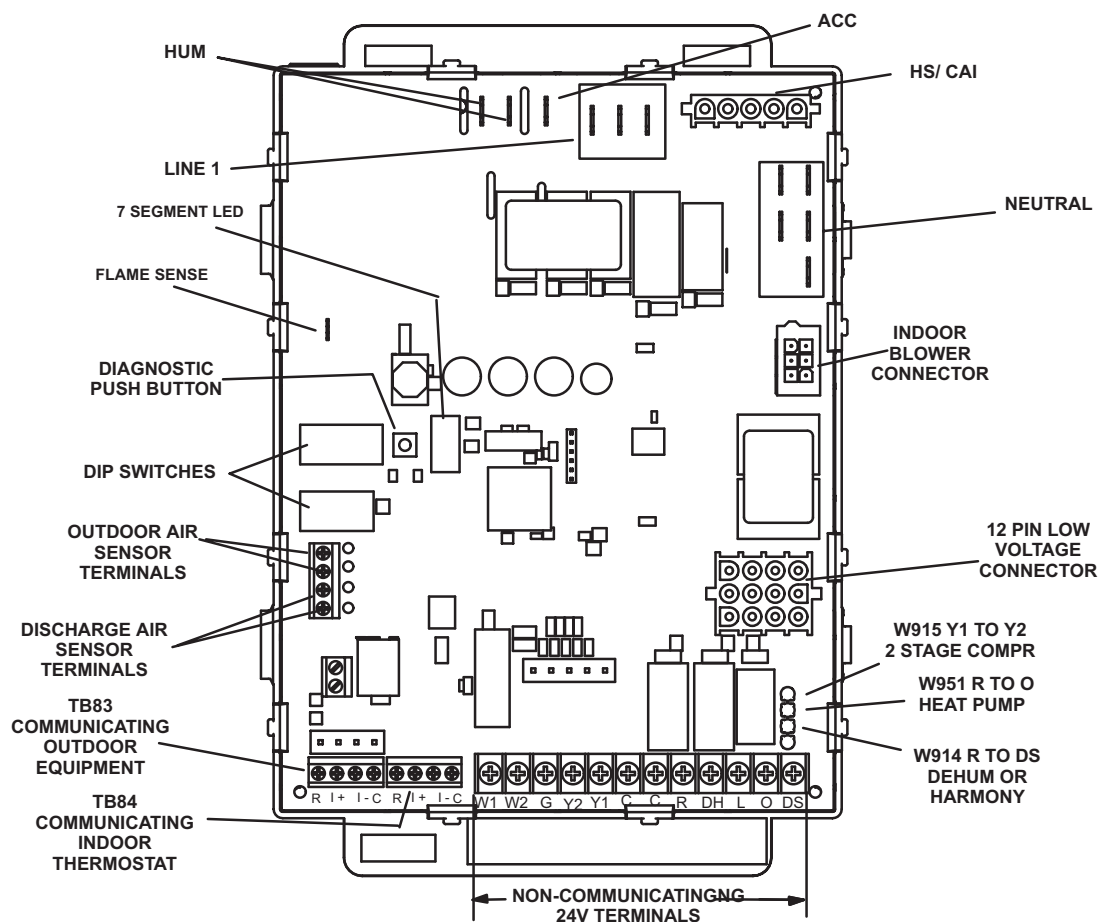 ACC
HUM
HS/ CAI
LINE 1
7 SEGMENT LED
NEUTRAL
FLAME SENSE
INDOOR
BLOWER
CONNECTOR
DIAGNOSTIC
PUSH BUTTON
DIP SWITCHES
OUTDOOR AIR
SENSOR
TERMINALS
12 PIN LOW
VOLTAGE
CONNECTOR
DISCHARGE AIR
SENSOR
TERMINALS
W915 Y1 TO Y2
2 STAGE COMPR
W951 R TO O
HEAT PUMP
TB83
COMMUNICATING
OUTDOOR
EQUIPMENT
W914 R TO DS
DEHUM OR
HARMONY
TB84
COMMUNICATING
INDOOR
THERMOSTAT
R I+ I- C R I+ I- C W1 W2 G Y2 Y1 C C R DH L O DS
NON-COMMUNICATINGNG
24V TERMINALS